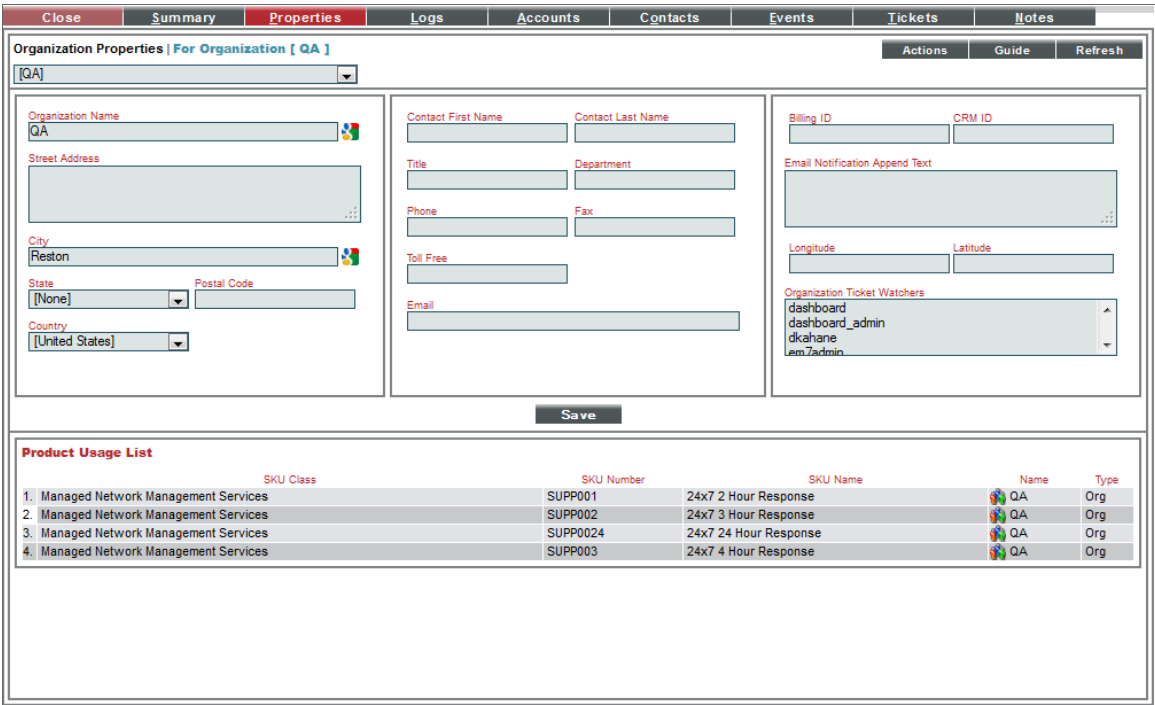 Close Summary Properties Logs Accounts Contacts Events Tickets Notes
Organization Properties | For Organization [ QA ] Actions Guide Refresh
[QA]
Organization Name
QA
Street Address
City
Reston
State Postal Code
[None]
Country
[United States]
Contact First Name Contact Last Name
Title Department
Phone Fax
Toll Free
Email
Billing ID CRM ID
Email Notification Append Text
Longitude Latitude
Organization Ticket Watchers
dashboard
dashboard_admin
dkahane
em7admin
Save
Product Usage List
SKU Class SKU Number SKU Name Name Type
1. Managed Network Management Services SUPP001 24x7 2 Hour Response QA Org
2. Managed Network Management Services SUPP002 24x7 3 Hour Response QA Org
3. Managed Network Management Services SUPP0024 24x7 24 Hour Response QA Org
4. Managed Network Management Services SUPP003 24x7 4 Hour Response QA Org